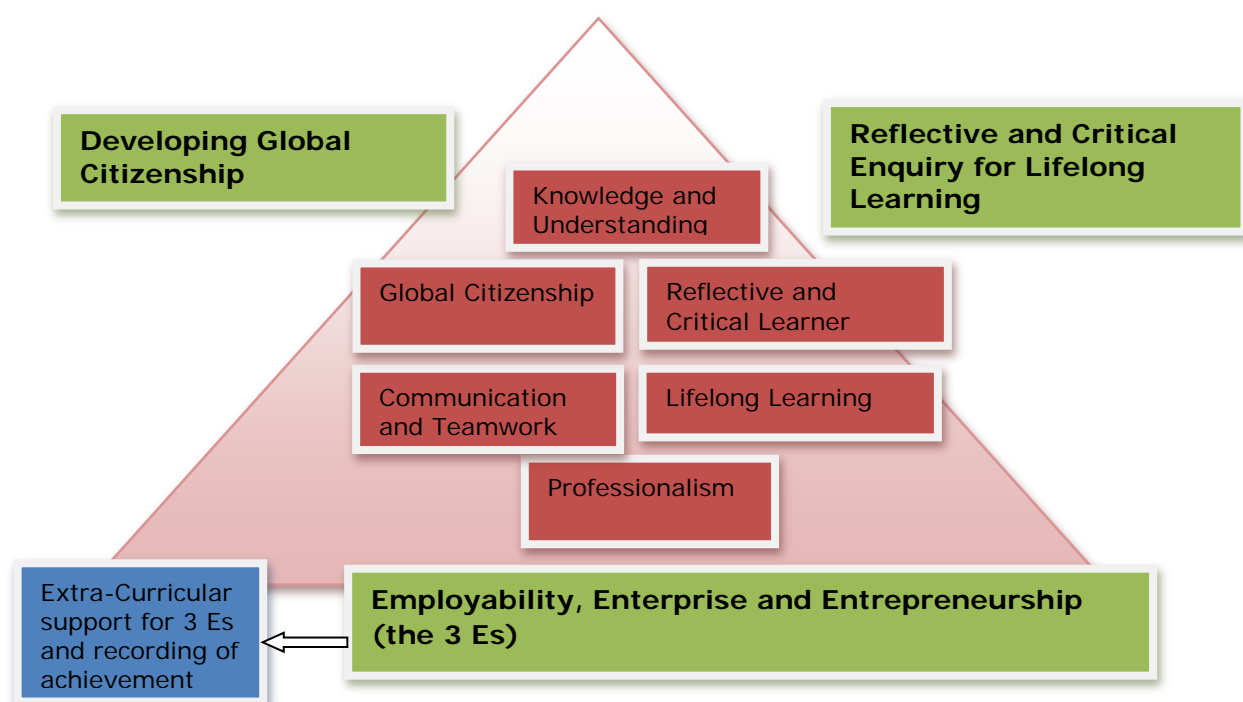 Developing Global
Citizenship
Reflective and Critical
Enquiry for Lifelong
Learning
Knowledge and
Understanding
Global Citizenship
Reflective and
Critical Learner
Communication
and Teamwork
Lifelong Learning
Professionalism
Extra-Curricular
support for 3 Es
and recording of
achievement
Employability, Enterprise and Entrepreneurship
(the 3 Es)